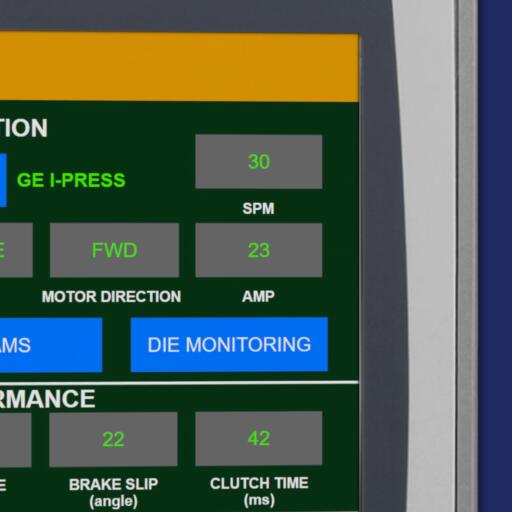 TION
GE I-PRESS
30
SPM
E
FWD
23
MOTOR DIRECTION
AMP
AMS
DIE MONITORING
RMANCE
22
42
E
BRAKE SLIP
(angle)
CLUTCH TIME
(ms)